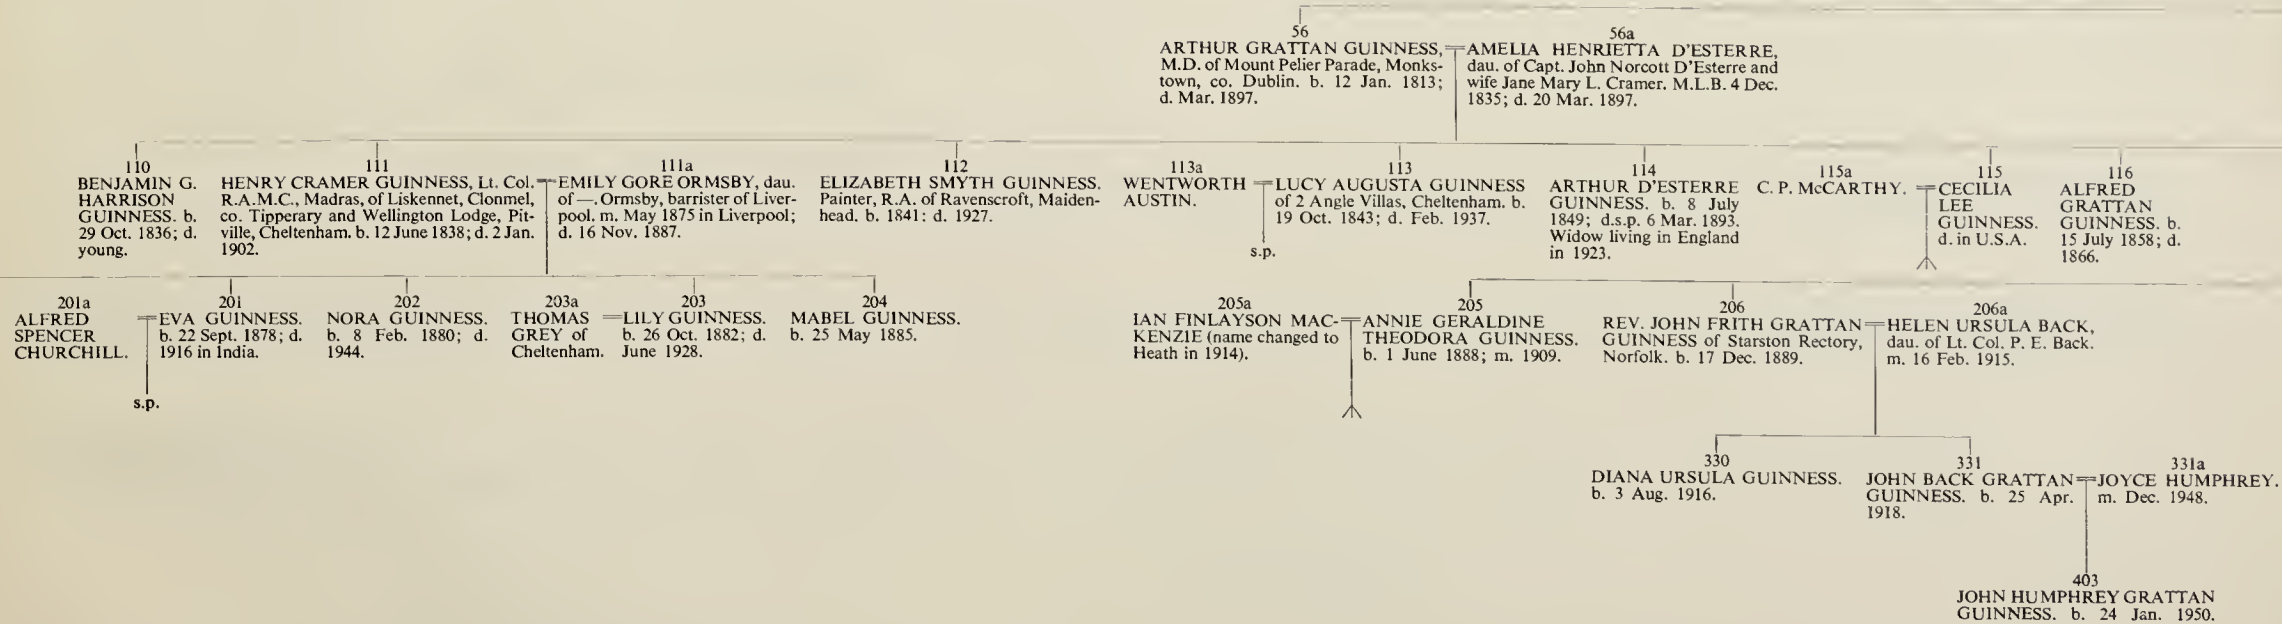 56
ARTHUR GRATTAN GUINNESS,
M.D. of Mount Pelier Parade, Monks-
town, co. Dublin. b. 12 Jan. 1813;
d. Mar. 1897.
56a
AMELIA HENRIETTA D'ESTERRE,
dau. of Capt. John Norcott D'Esterre and
wife Jane Mary L. Cramer. M.L.B. 4 Dec.
1835; d. 20 Mar. 1897.
110
BENJAMIN G.
HARRISON
GUINNESS. b.
29 Oct. 1836; d.
young.
111
HENRY CRAMER GUINNESS, Lt. Col.
R.A.M.C., Madras, of Liskennet, Clonmel,
co. Tipperary and Wellington Lodge, Pit-
ville, Cheltenham. b. 12 June 1838; d. 2 Jan.
1902.
111a
EMILY GORE ORMSBY, dau.
of —. Ormsby, barrister of Liver-
pool. m. May 1875 in Liverpool;
d. 16 Nov. 1887.
112
ELIZABETH SMYTH GUINNESS.
Painter, R.A. of Ravenscroft, Maiden-
head. b. 1841: d. 1927.
113a
WENTWORTH
AUSTIN.
113
LUCY AUGUSTA GUINNESS
of 2 Angle Villas, Cheltenham. b.
19 Oct. 1843; d. Feb. 1937.
s.p.
114
ARTHUR D'ESTERRE
GUINNESS. b. 8 July
1849; d.s.p. 6 Mar. 1893.
Widow living in England
in 1923.
115a
C. P. McCARTHY.
115
CECILIA
LEE
GUINNESS.
d. in U.S.A.
116
ALFRED
GRATTAN
GUINNESS. b.
15 July 1858; d.
1866.
201a
ALFRED
SPENCER
CHURCHILL.
201
EVA GUINNESS.
b. 22 Sept. 1878; d.
1916 in India.
s.p.
202
NORA GUINNESS.
b. 8 Feb. 1880; d.
1944.
203a
THOMAS
GREY of
Cheltenham.
203
LILY GUINNESS.
b. 26 Oct. 1882; d.
June 1928.
204
MABEL GUINNESS.
b. 25 May 1885.
205a
IAN FINLAYSON MAC-
KENZIE (name changed to
Heath in 1914).
205
ANNIE GERALDINE
THEODORA GUINNESS.
b. 1 June 1888; m. 1909.
206
REV. JOHN FRITH GRATTAN
GUINNESS of Starston Rectory,
Norfolk. b. 17 Dec. 1889.
206a
HELEN URSULA BACK,
dau. of Lt. Col. P. E. Back.
m. 16 Feb. 1915.
330
DIANA URSULA GUINNESS.
b. 3 Aug. 1916.
331
JOHN BACK GRATTAN
GUINNESS. b. 25 Apr.
1918.
331a
JOYCE HUMPHREY.
m. Dec. 1948.
403
JOHN HUMPHREY GRATTAN
GUINNESS. b. 24 Jan. 1950.